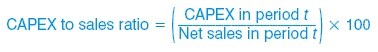 CAPEX to sales ratio = (CAPEX in period t / Net sales in period t) × 100